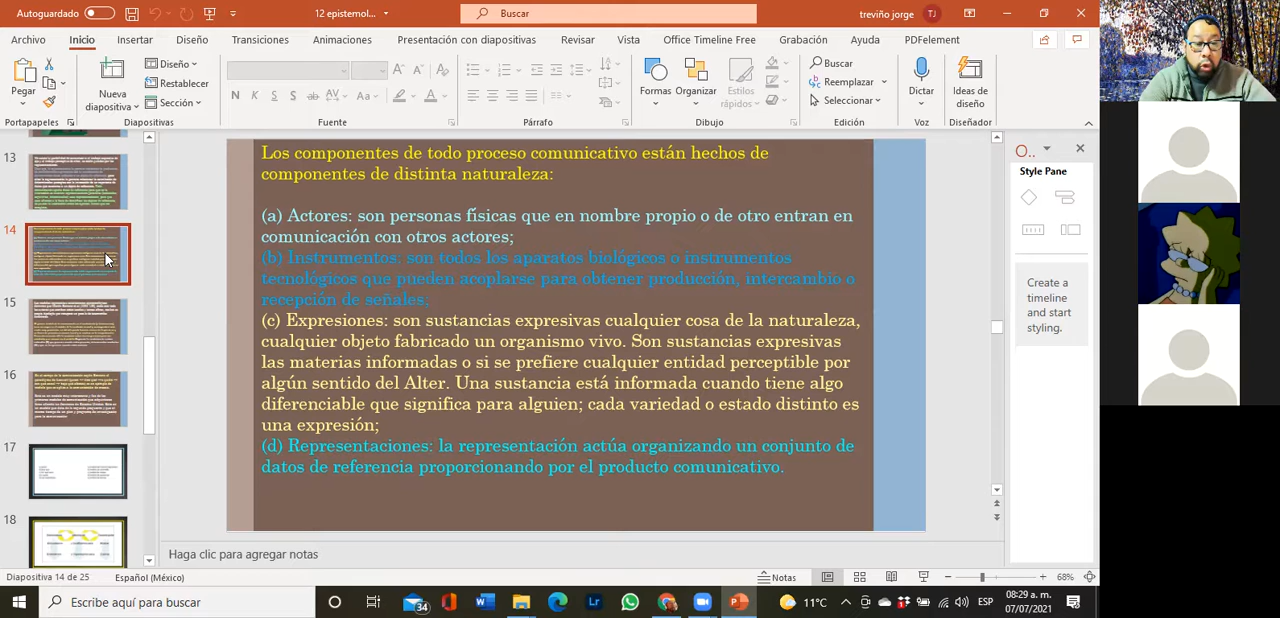 Autoguardado
12 epistemol...
Buscar
treviño jorge
TJ
Archivo
Inicio
Insertar
Diseño
Transiciones
Animaciones
Presentación con diapositivas
Revisar
Vista
Office Timeline Free
Grabación
Ayuda
PDFelement
Pegar
Nueva
diapositiva
Diseño
Restablecer
Sección
N K S S ab AV Aa A
Formas
Organizar
Estilos
rápidos
Buscar
Reemplazar
Seleccionar
Dictar
Ideas de
diseño
Portapapeles
Diapositivas
Fuente
Párrafo
Dibujo
Edición
Voz
Diseñador
13
14
15
16
17
18
Los componentes de todo proceso comunicativo están hechos de
componentes de distinta naturaleza:
(a) Actores: son personas físicas que en nombre propio o de otro entran en
comunicación con otros actores;
(b) Instrumentos: son todos los aparatos biológicos o instrumentos
tecnológicos que pueden acoplarse para obtener producción, intercambio o
recepción de señales;
(c) Expresiones: son sustancias expresivas cualquier cosa de la naturaleza,
cualquier objeto fabricado un organismo vivo. Son sustancias expresivas
las materias informadas o si se prefiere cualquier entidad perceptible por
algún sentido del Alter. Una sustancia está informada cuando tiene algo
diferenciable que significa para alguien; cada variedad o estado distinto es
una expresión;
(d) Representaciones: la representación actúa organizando un conjunto de
datos de referencia proporcionando por el producto comunicativo.
O...
Style Pane
Create a
timeline
and start
styling.
Haga clic para agregar notas
Diapositiva 14 de 25
Español (México)
Notas
68%
Escribe aquí para buscar
34
W
Lr
11°C
ESP
08:29 a. m.
07/07/2021